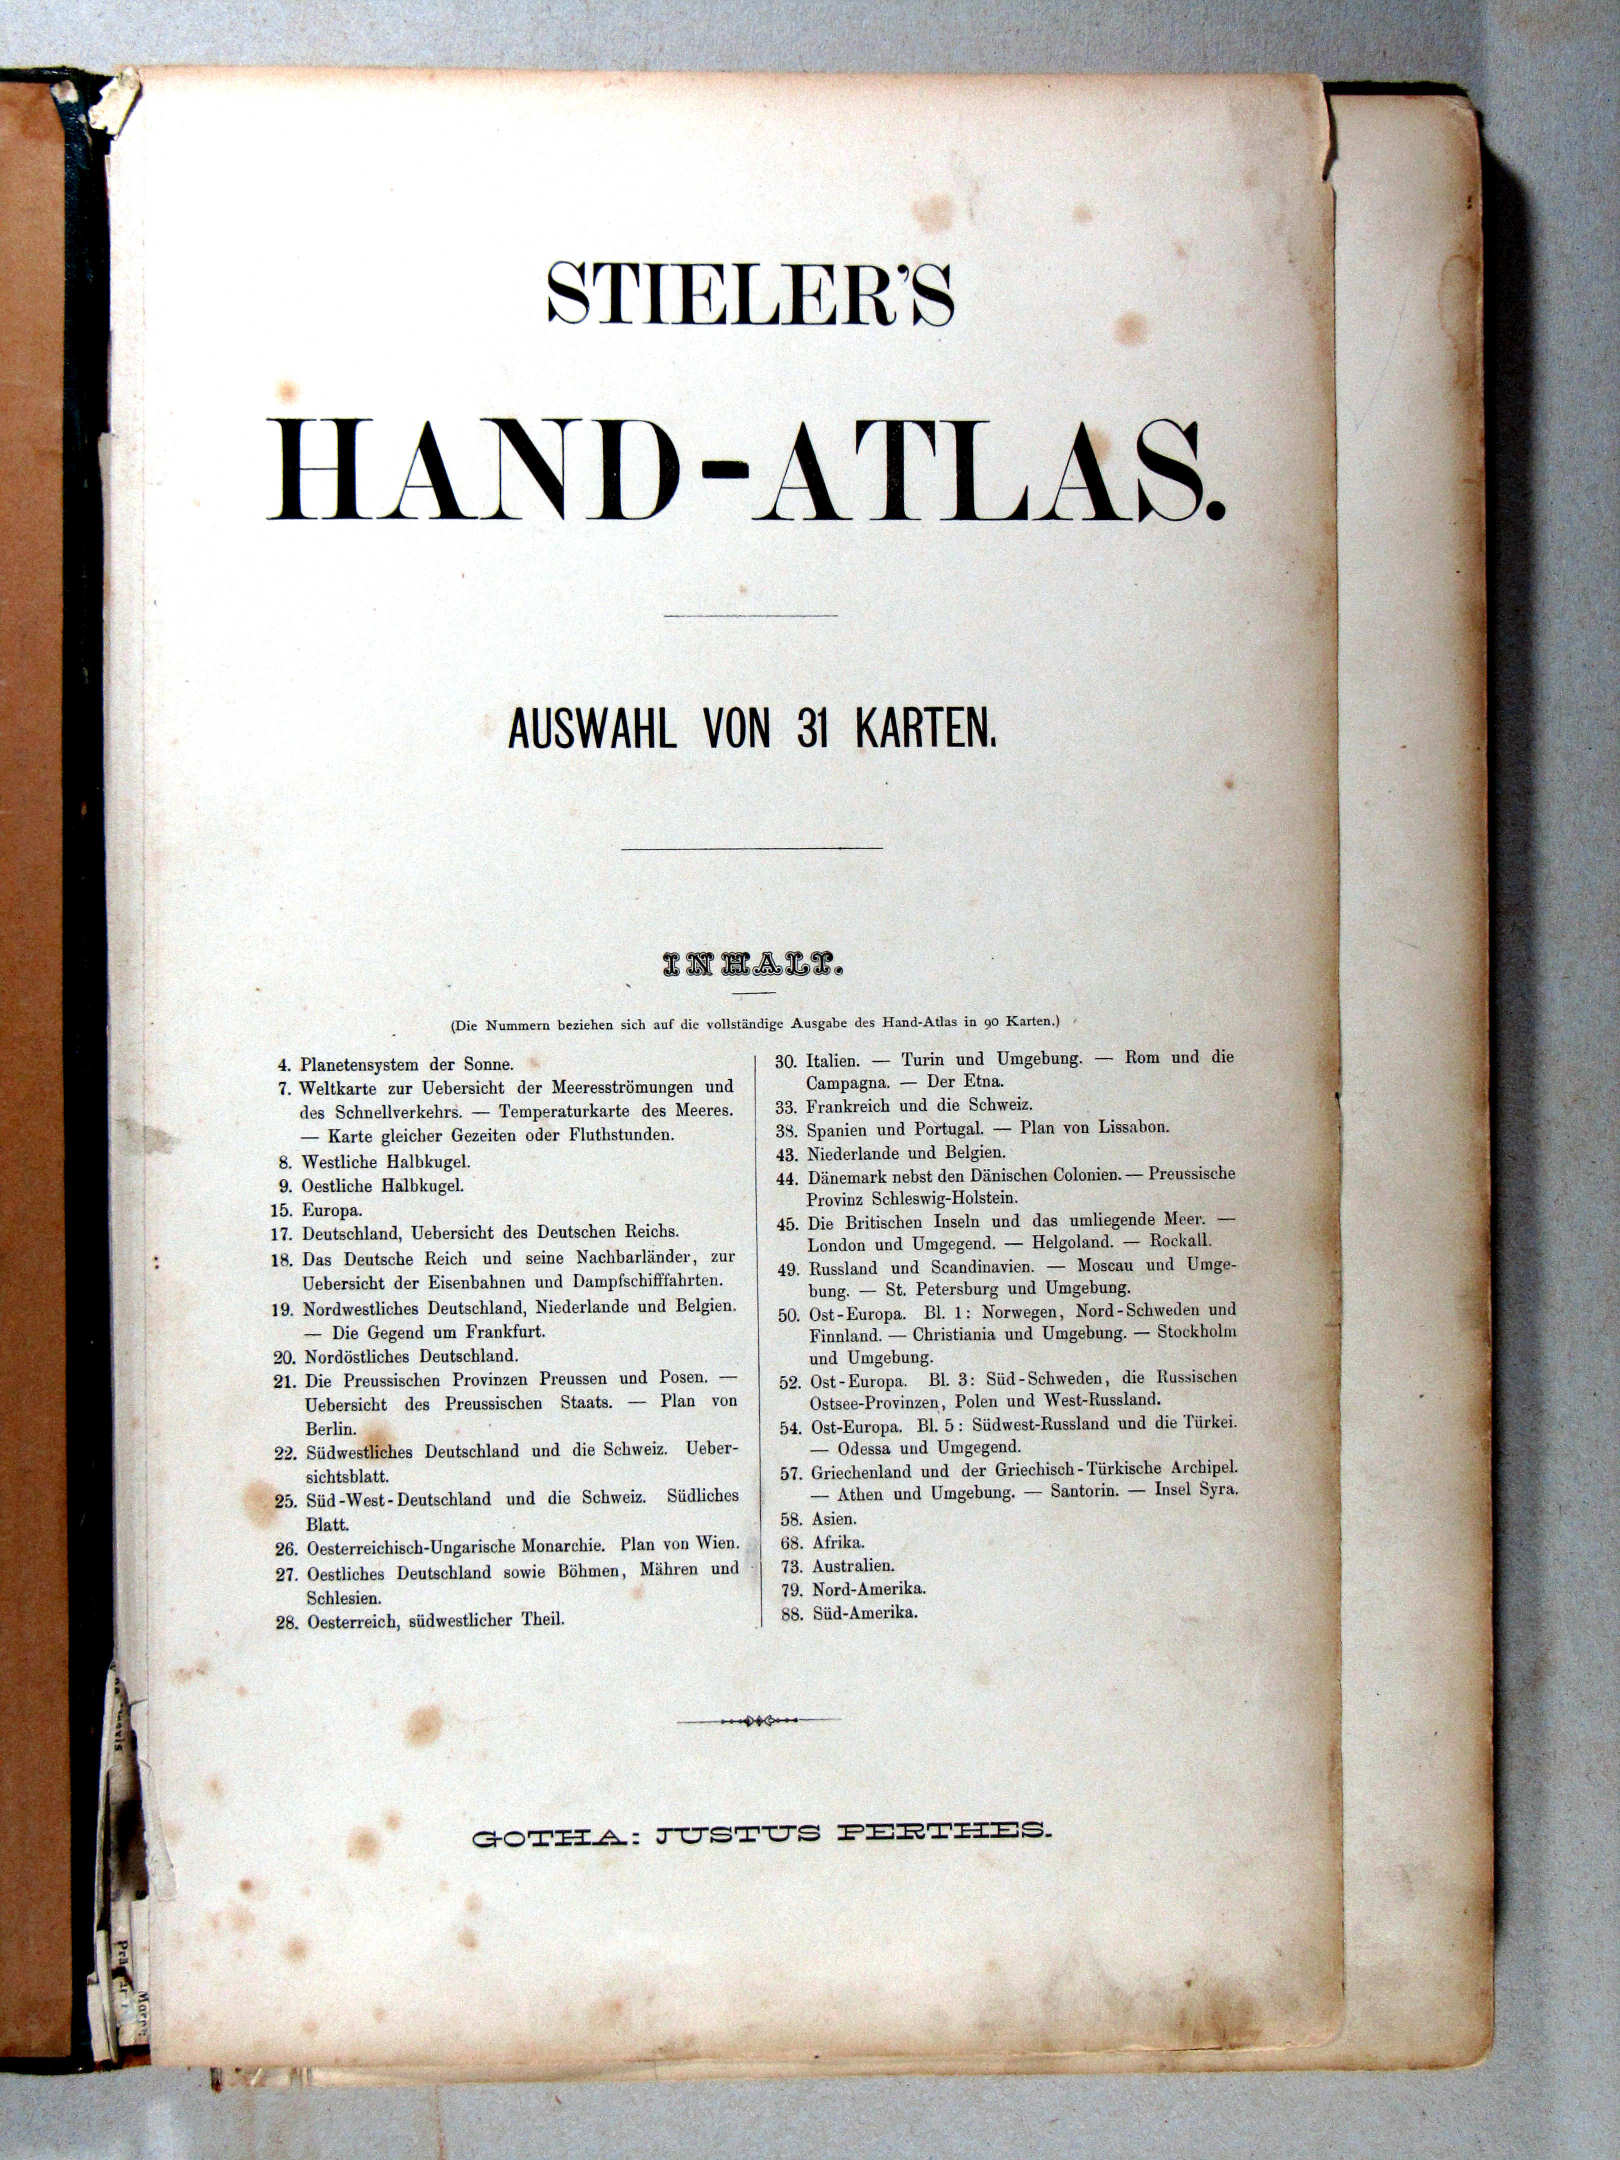 STIELER'S
HAND-ATLAS.
AUSWAHL VON 31 KARTEN.
INHALT.
(Die Nummern beziehen sich auf die vollständige Ausgabe des Hand-Atlas in 90 Karten.)
4. Planetensystem der Sonne.
7. Weltkarte zur Uebersicht der Meeresströmungen und
des Schnellverkehrs. — Temperaturkarte des Meeres.
— Karte gleicher Gezeiten oder Fluthstunden.
8. Westliche Halbkugel.
9. Oestliche Halbkugel.
15. Europa.
17. Deutschland, Uebersicht des Deutschen Reichs.
18. Das Deutsche Reich und seine Nachbarländer, zur
Uebersicht der Eisenbahnen und Dampfschifffahrten.
19. Nordwestliches Deutschland, Niederlande und Belgien.
— Die Gegend um Frankfurt.
20. Nordöstliches Deutschland.
21. Die Preussischen Provinzen Preussen und Posen. —
Uebersicht des Preussischen Staats. — Plan von
Berlin.
22. Südwestliches Deutschland und die Schweiz. Ueber-
sichtsblatt.
25. Süd-West-Deutschland und die Schweiz. Südliches
Blatt.
26. Oesterreichisch-Ungarische Monarchie. Plan von Wien.
27. Oestliches Deutschland sowie Böhmen, Mähren und
Schlesien.
28. Oesterreich, südwestlicher Theil.
30. Italien. — Turin und Umgebung. — Rom und die
Campagna. — Der Etna.
33. Frankreich und die Schweiz.
38. Spanien und Portugal. — Plan von Lissabon.
43. Niederlande und Belgien.
44. Dänemark nebst den Dänischen Colonien. — Preussische
Provinz Schleswig-Holstein.
45. Die Britischen Inseln und das umliegende Meer. —
London und Umgegend. — Helgoland. — Rockall.
49. Russland und Scandinavien. — Moscau und Umge-
bung. — St. Petersburg und Umgebung.
50. Ost-Europa. Bl. 1: Norwegen, Nord-Schweden und
Finnland. — Christiania und Umgebung. — Stockholm
und Umgebung.
52. Ost-Europa. Bl. 3: Süd-Schweden, die Russischen
Ostsee-Provinzen, Polen und West-Russland.
54. Ost-Europa. Bl. 5: Südwest-Russland und die Türkei.
— Odessa und Umgegend.
57. Griechenland und der Griechisch-Türkische Archipel.
— Athen und Umgebung. — Santorin. — Insel Syra.
58. Asien.
68. Afrika.
73. Australien.
79. Nord-Amerika.
88. Süd-Amerika.
GOTHA: JUSTUS PERTHES.